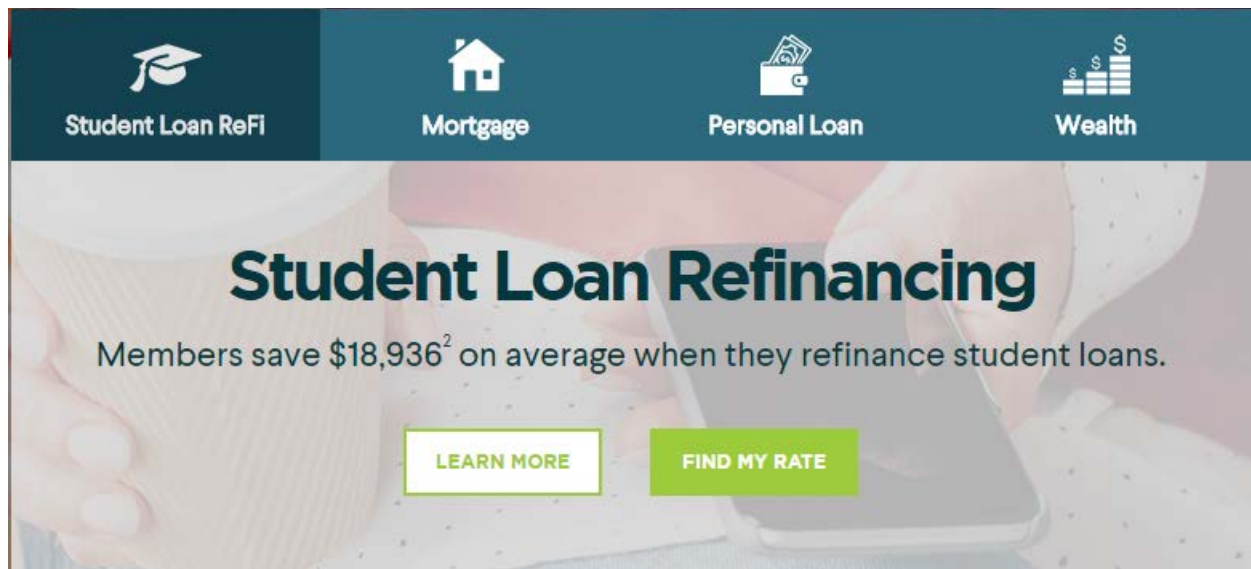 Student Loan ReFi
Mortgage
Personal Loan
Wealth
Student Loan Refinancing
Members save $18,936² on average when they refinance student loans.
LEARN MORE
FIND MY RATE